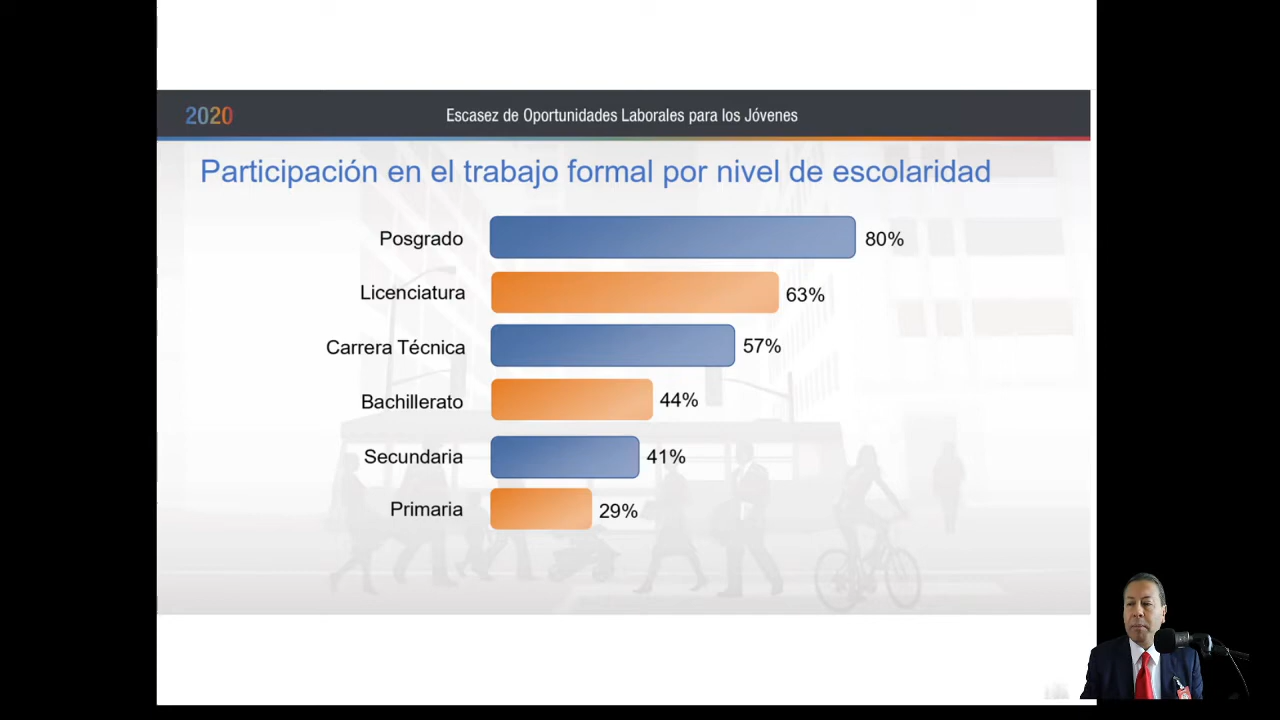 2020
Escasez de Oportunidades Laborales para los Jóvenes
Participación en el trabajo formal por nivel de escolaridad
Posgrado 80%
Licenciatura 63%
Carrera Técnica 57%
Bachillerato 44%
Secundaria 41%
Primaria 29%